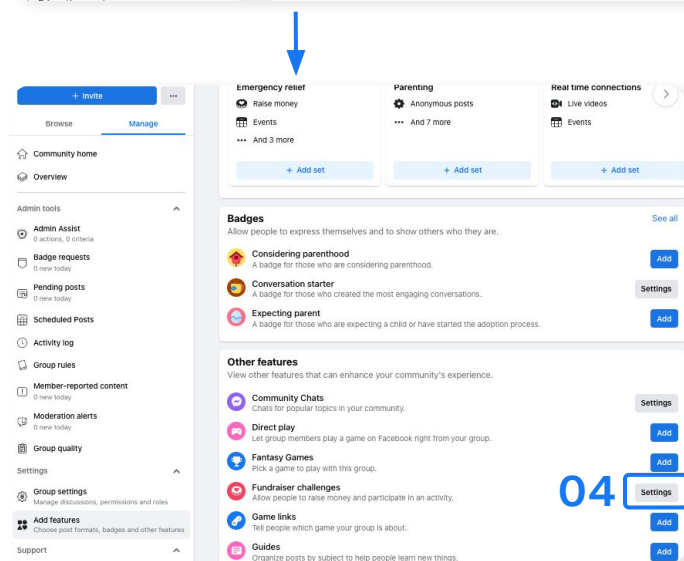 + Invite
Browse
Manage
Community home
Overview
Admin tools
Admin Assist
0 actions, 0 criteria
Badge requests
0 new today
Pending posts
0 new today
Scheduled Posts
Activity log
Group rules
Member-reported content
0 new today
Moderation alerts
0 new today
Group quality
Settings
Group settings
Manage discussions, permissions and roles
Add features
Choose post formats, badges and other features
Support
Emergency relief
Raise money
Events
And 3 more
+ Add set
Parenting
Anonymous posts
And 7 more
+ Add set
Real time connections
Live videos
Events
+ Add set
Badges
See all
Allow people to express themselves and to show others who they are.
Considering parenthood
A badge for those who are considering parenthood.
Add
Conversation starter
A badge for those who created the most engaging conversations.
Settings
Expecting parent
A badge for those who are expecting a child or have started the adoption process.
Add
Other features
View other features that can enhance your community's experience.
Community Chats
Chats for popular topics in your community.
Settings
Direct play
Let group members play a game on Facebook right from your group.
Add
Fantasy Games
Pick a game to play with this group.
Add
Fundraiser challenges
Allow people to raise money and participate in an activity.
04
Settings
Game links
Tell people which game your group is about.
Add
Guides
Organize posts by subject to help people learn new things.
Add